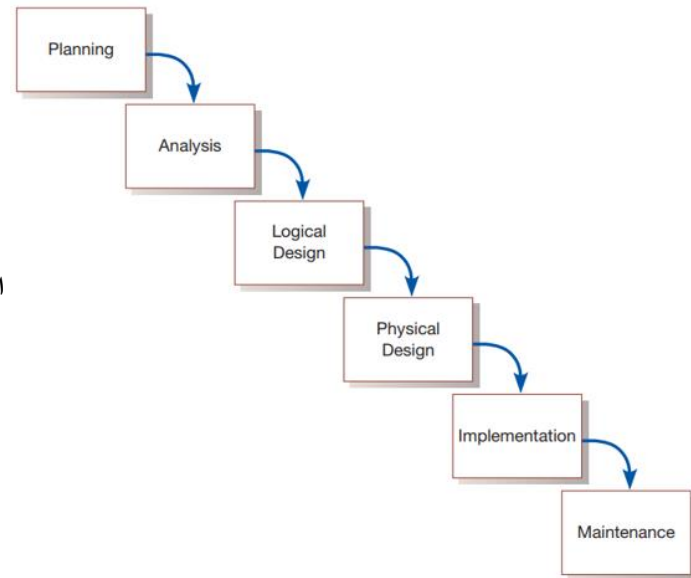 Planning
Analysis
Logical
Design
Physical
Design
Implementation
Maintenance